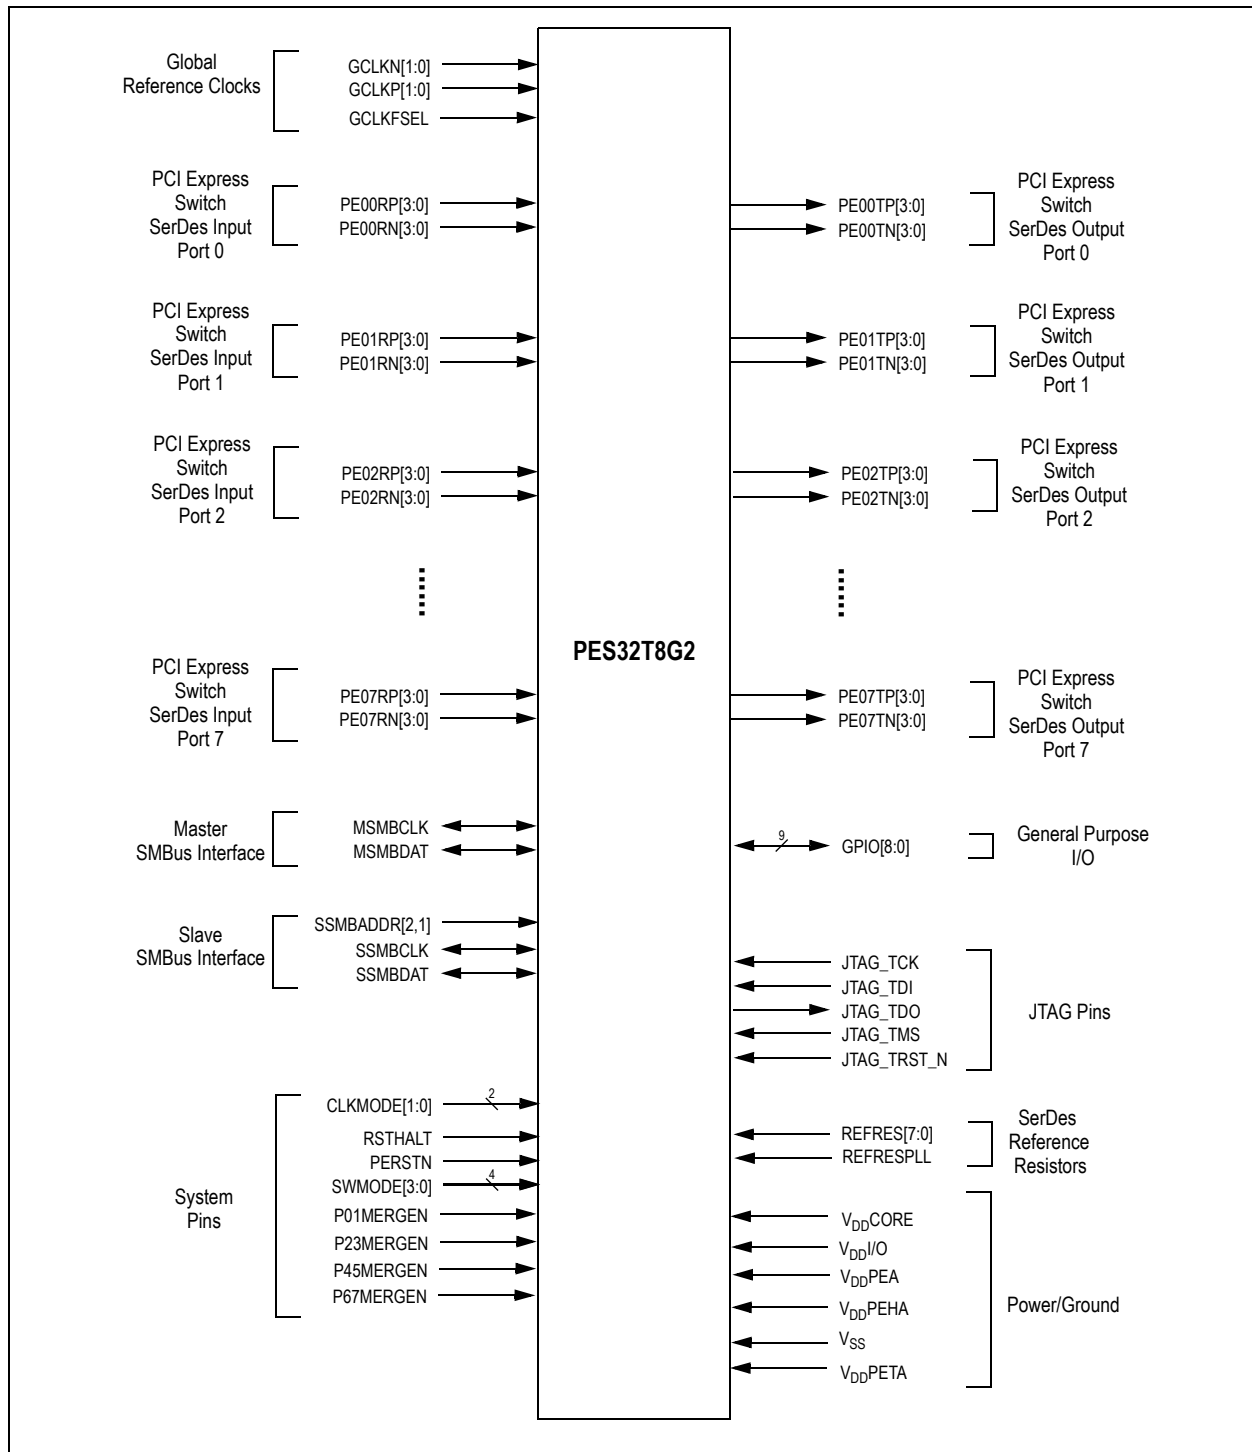 Global
Reference Clocks
GCLKN[1:0]
GCLKP[1:0]
GCLKFSEL
PCI Express
Switch
SerDes Input
Port 0
PE00RP[3:0]
PE00RN[3:0]
PE00TP[3:0]
PE00TN[3:0]
PCI Express
Switch
SerDes Output
Port 0
PCI Express
Switch
SerDes Input
Port 1
PE01RP[3:0]
PE01RN[3:0]
PE01TP[3:0]
PE01TN[3:0]
PCI Express
Switch
SerDes Output
Port 1
PCI Express
Switch
SerDes Input
Port 2
PE02RP[3:0]
PE02RN[3:0]
PE02TP[3:0]
PE02TN[3:0]
PCI Express
Switch
SerDes Output
Port 2
PES32T8G2
PCI Express
Switch
SerDes Input
Port 7
PE07RP[3:0]
PE07RN[3:0]
PE07TP[3:0]
PE07TN[3:0]
PCI Express
Switch
SerDes Output
Port 7
Master
SMBus Interface
MSMBCLK
MSMBDAT
9
GPIO[8:0]
General Purpose
I/O
Slave
SMBus Interface
SSMBADDR[2,1]
SSMBCLK
SSMBDAT
JTAG_TCK
JTAG_TDI
JTAG_TDO
JTAG_TMS
JTAG_TRST_N
JTAG Pins
System
Pins
CLKMODE[1:0]
2
RSTHALT
PERSTN
SWMODE[3:0]
4
P01MERGEN
P23MERGEN
P45MERGEN
P67MERGEN
REFRES[7:0]
REFRESPLL
SerDes
Reference
Resistors
VDDCORE
VDDI/O
VDDPEA
VDDPEHA
VSS
VDDPETA
Power/Ground